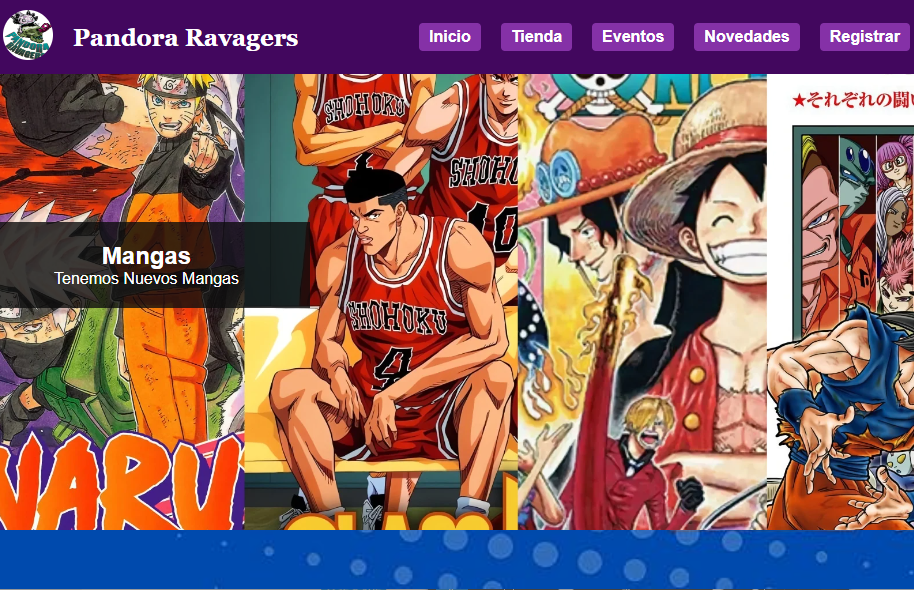 Pandora Ravagers
Inicio
Tienda
Eventos
Novedades
Registrar
SHOHOKU
SHOHOKU
10
★それぞれの闘い
Mangas
Tenemos Nuevos Mangas
SHOHOKU
4
NARU